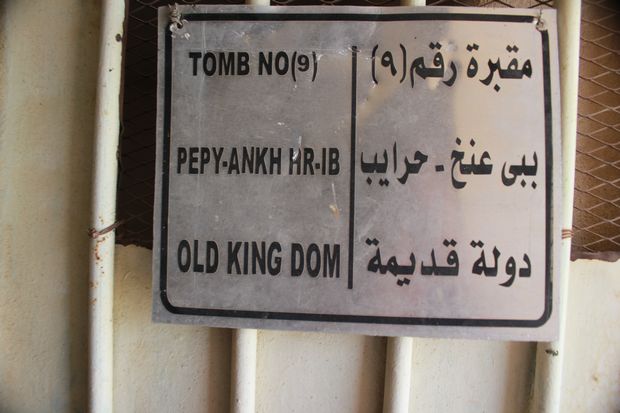 TOMB NO(9)
PEPY-ANKH HR-IB
OLD KING DOM
مقبرة رقم(٩)
ببى عنخ - حرايب
دولة قديمة